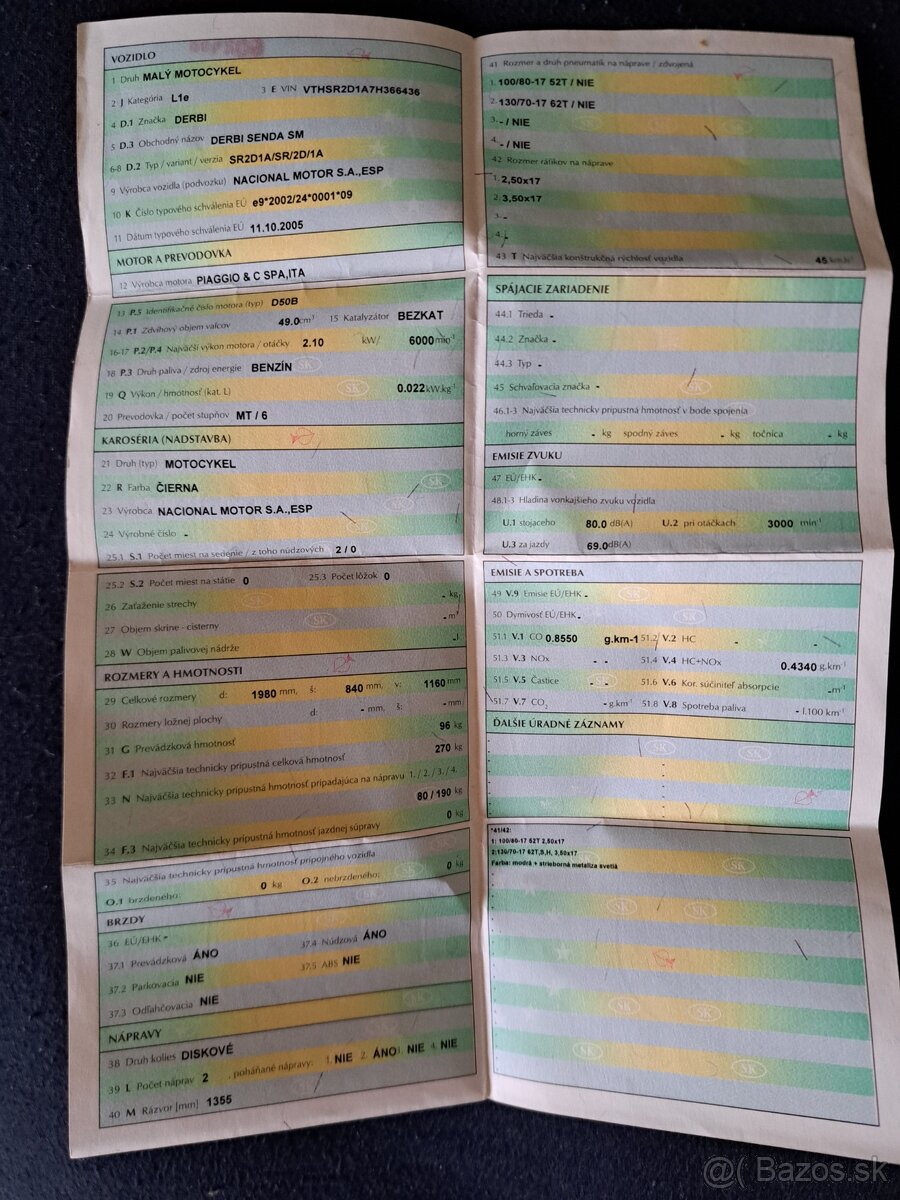 VOZIDLO
1 Druh MALÝ MOTOCYKEL
2 J Kategória L1e 3 E VIN VTHSR2D1A7H366436
4 D.1 Značka DERBI
5 D.3 Obchodný názov DERBI SENDA SM
6-8 D.2 Typ / variant / verzia SR2D1A/SR/2D/1A
9 Výrobca vozidla (podvozku) NACIONAL MOTOR S.A.,ESP
10 K Číslo typového schválenia EÚ e9*2002/24*0001*09
11 Dátum typového schválenia EÚ 11.10.2005
MOTOR A PREVODOVKA
12 Výrobca motora PIAGGIO & C SPA,ITA
13 P.5 Identifikačné číslo motora (typ) D50B
14 P.1 Zdvihový objem valcov 49.0 cm³ 15 Katalyzátor BEZKAT
16-17 P.2/P.4 Najväčší výkon motora / otáčky 2.10 kW/ 6000 min⁻¹
18 P.3 Druh paliva / zdroj energie BENZÍN
19 Q Výkon / hmotnosť (kat. L) 0.022 kW.kg⁻¹
20 Prevodovka / počet stupňov MT / 6
KAROSÉRIA (NADSTAVBA)
21 Druh (typ) MOTOCYKEL
22 R Farba ČIERNA
23 Výrobca NACIONAL MOTOR S.A.,ESP
24 Výrobné číslo -
25.1 S.1 Počet miest na sedenie / z toho núdzových 2 / 0
25.2 S.2 Počet miest na státie 0 25.3 Počet lôžok 0
26 Zaťaženie strechy - kg
27 Objem skrine - cisterny - m³
28 W Objem palivovej nádrže - l
ROZMERY A HMOTNOSTI
29 Celkové rozmery d: 1980 mm, š: 840 mm, v: 1160 mm
30 Rozmery ložnej plochy d: - mm, š: - mm
31 G Prevádzková hmotnosť 96 kg
32 F.1 Najväčšia technicky prípustná celková hmotnosť 270 kg
33 N Najväčšia technicky prípustná hmotnosť pripadajúca na nápravu 1. / 2. / 3. / 4.
80 / 190 kg
34 F.3 Najväčšia technicky prípustná hmotnosť jazdnej súpravy 0 kg
35 Najväčšia technicky prípustná hmotnosť prípojného vozidla
O.1 brzdeného: 0 kg O.2 nebrzdeného: 0 kg
BRZDY
36 EÚ/EHK -
37.1 Prevádzková ÁNO 37.4 Núdzová ÁNO
37.2 Parkovacia NIE 37.5 ABS NIE
37.3 Odľahčovacia NIE
NÁPRAVY
38 Druh kolies DISKOVÉ
39 L Počet náprav 2 , poháňané nápravy: 1. NIE 2. ÁNO 3. NIE 4. NIE
40 M Rázvor [mm] 1355
41 Rozmer a druh pneumatík na náprave / zdvojená
1. 100/80-17 52T / NIE
2. 130/70-17 62T / NIE
3. - / NIE
4. - / NIE
42 Rozmer ráfikov na náprave
1. 2,50x17
2. 3,50x17
3. -
4. -
43 T Najväčšia konštrukčná rýchlosť vozidla 45 km.h⁻¹
SPÁJACIE ZARIADENIE
44.1 Trieda -
44.2 Značka -
44.3 Typ -
45 Schvaľovacia značka -
46.1-3 Najväčšia technicky prípustná hmotnosť v bode spojenia
horný záves - kg spodný záves - kg točnica - kg
EMISIE ZVUKU
47 EÚ/EHK -
48.1-3 Hladina vonkajšieho zvuku vozidla
U.1 stojaceho 80.0 dB(A) U.2 pri otáčkach 3000 min⁻¹
U.3 za jazdy 69.0 dB(A)
EMISIE A SPOTREBA
49 V.9 Emisie EÚ/EHK -
50 Dymivosť EÚ/EHK -
51.1 V.1 CO 0.8550 g.km-1 51.2 V.2 HC -
51.3 V.3 NOx - - 51.4 V.4 HC+NOx 0.4340 g.km⁻¹
51.5 V.5 Častice - - 51.6 V.6 Kor. súčiniteľ absorpcie - m⁻¹
51.7 V.7 CO₂ - g.km⁻¹ 51.8 V.8 Spotreba paliva - l.100 km⁻¹
ĎALŠIE ÚRADNÉ ZÁZNAMY
*41/42:
1: 100/80-17 52T 2,50x17
2:130/70-17 62T,S,H, 3,50x17
Farba: modrá + strieborná metalíza svetlá
@( Bazos.sk